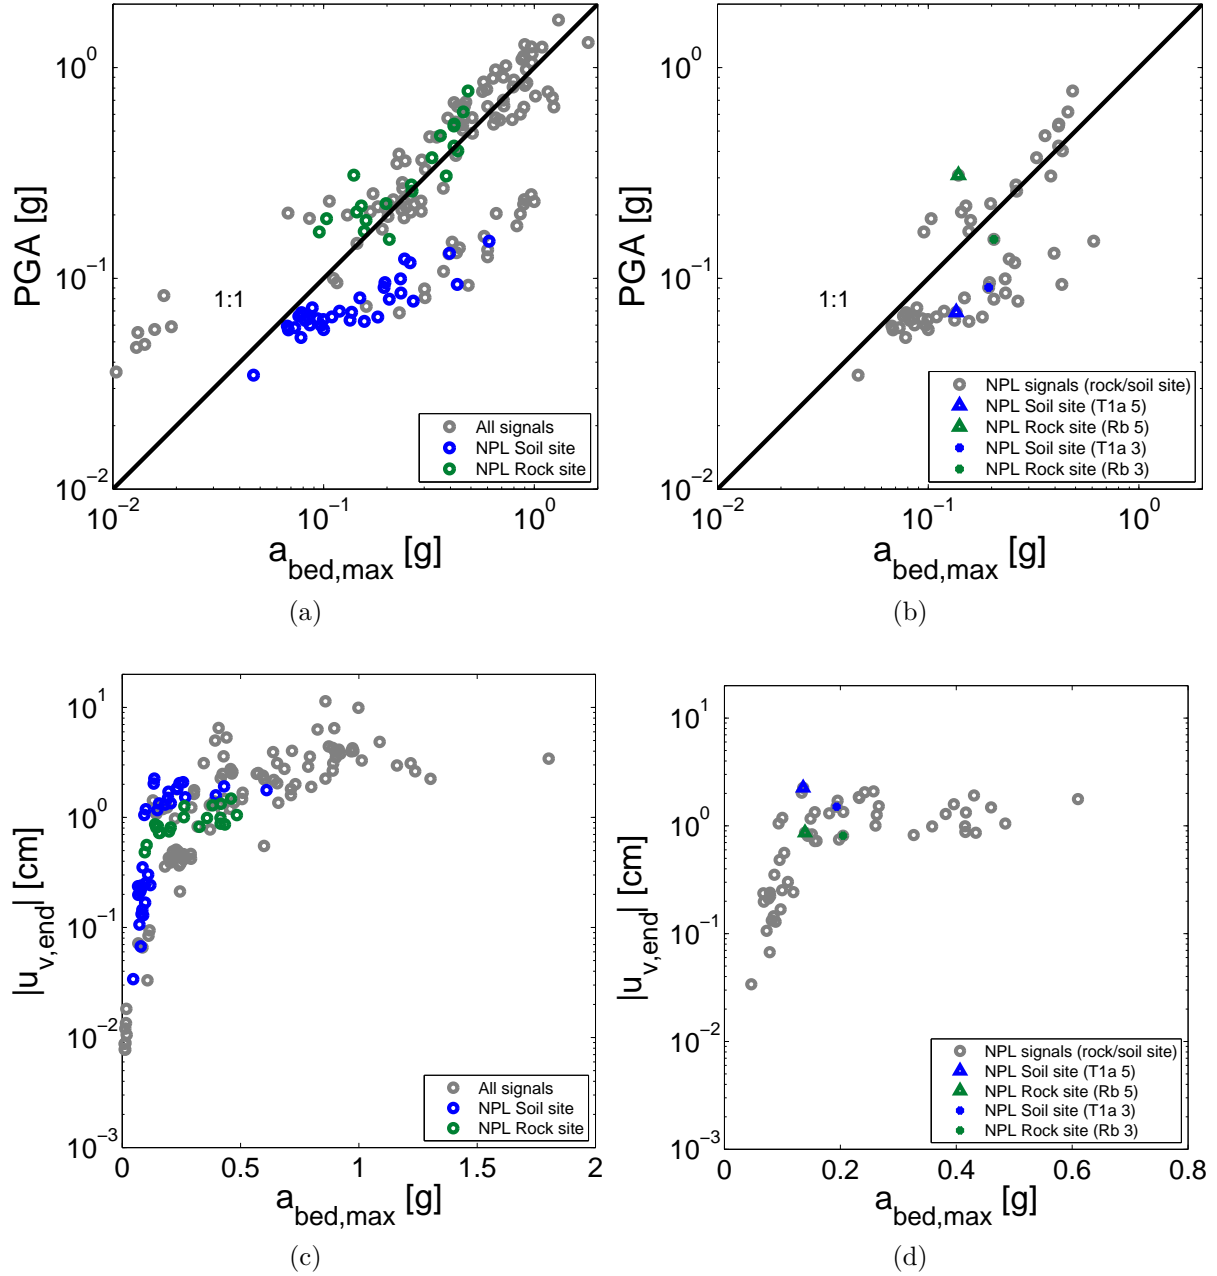 10^0
10^-1
10^-2
PGA [g]
1:1
All signals
NPL Soil site
NPL Rock site
10^-2
10^-1
10^0
a_bed,max [g]
(a)
10^0
10^-1
10^-2
PGA [g]
1:1
NPL signals (rock/soil site)
NPL Soil site (T1a 5)
NPL Rock site (Rb 5)
NPL Soil site (T1a 3)
NPL Rock site (Rb 3)
10^-2
10^-1
10^0
a_bed,max [g]
(b)
10^1
10^0
10^-1
10^-2
10^-3
|u_v,end| [cm]
All signals
NPL Soil site
NPL Rock site
0 0.5 1 1.5 2
a_bed,max [g]
(c)
10^1
10^0
10^-1
10^-2
10^-3
|u_v,end| [cm]
NPL signals (rock/soil site)
NPL Soil site (T1a 5)
NPL Rock site (Rb 5)
NPL Soil site (T1a 3)
NPL Rock site (Rb 3)
0 0.2 0.4 0.6 0.8
a_bed,max [g]
(d)